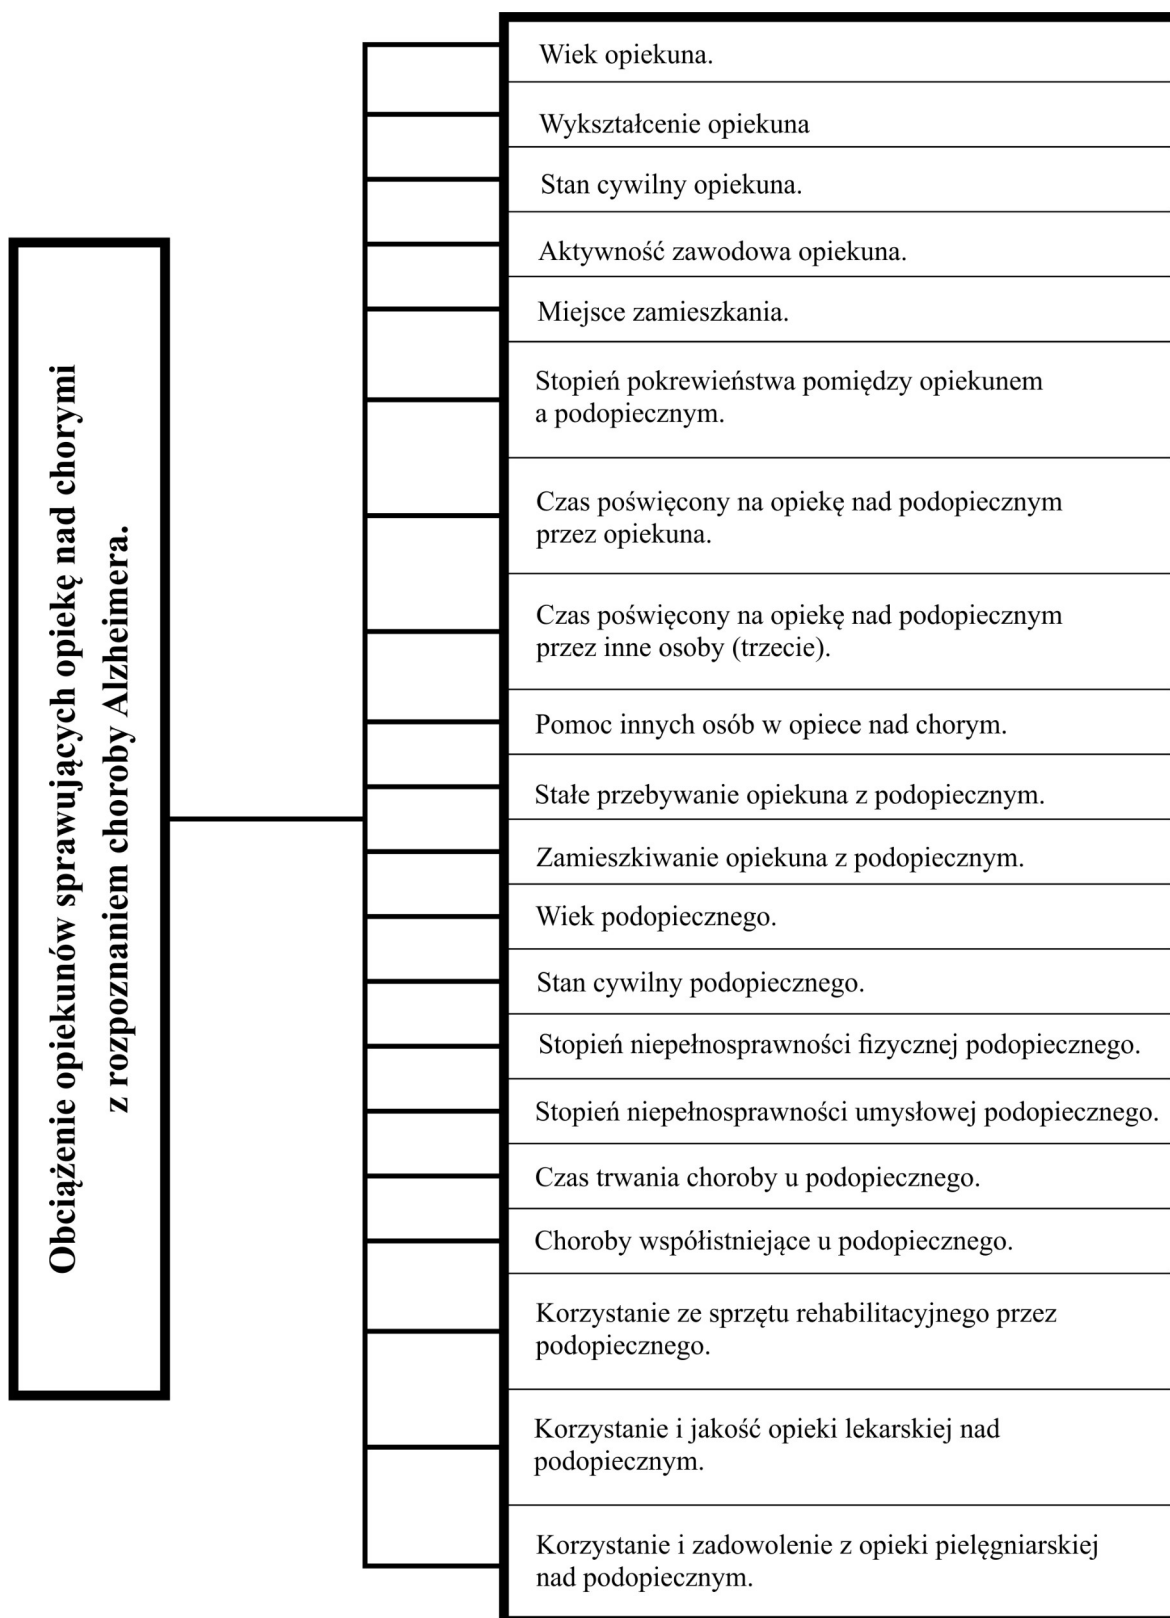 Obciążenie opiekunów sprawujących opiekę nad chorymi
z rozpoznaniem choroby Alzheimera.
Wiek opiekuna.
Wykształcenie opiekuna
Stan cywilny opiekuna.
Aktywność zawodowa opiekuna.
Miejsce zamieszkania.
Stopień pokrewieństwa pomiędzy opiekunem
a podopiecznym.
Czas poświęcony na opiekę nad podopiecznym
przez opiekuna.
Czas poświęcony na opiekę nad podopiecznym
przez inne osoby (trzecie).
Pomoc innych osób w opiece nad chorym.
Stałe przebywanie opiekuna z podopiecznym.
Zamieszkiwanie opiekuna z podopiecznym.
Wiek podopiecznego.
Stan cywilny podopiecznego.
Stopień niepełnosprawności fizycznej podopiecznego.
Stopień niepełnosprawności umysłowej podopiecznego.
Czas trwania choroby u podopiecznego.
Choroby współistniejące u podopiecznego.
Korzystanie ze sprzętu rehabilitacyjnego przez
podopiecznego.
Korzystanie i jakość opieki lekarskiej nad
podopiecznym.
Korzystanie i zadowolenie z opieki pielęgniarskiej
nad podopiecznym.